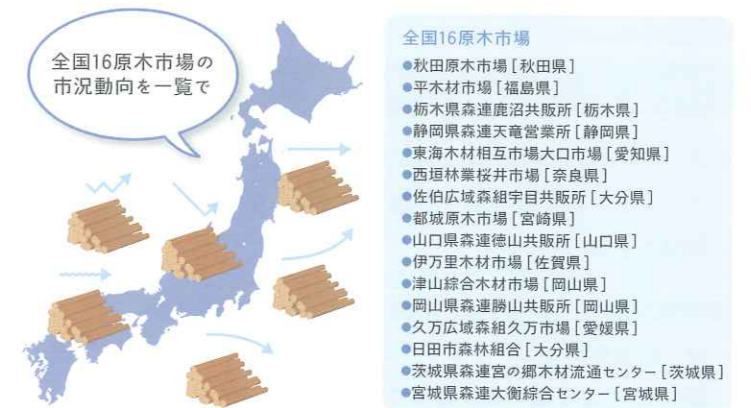 全国16原木市場の
市況動向を一覧で
全国16原木市場
●秋田原木市場［秋田県］
●平木材市場［福島県］
●栃木県森連鹿沼共販所［栃木県］
●静岡県森連天竜営業所［静岡県］
●東海木材相互市場大口市場［愛知県］
●西垣林業桜井市場［奈良県］
●佐伯広域森組宇目共販所［大分県］
●都城原木市場［宮崎県］
●山口県森連徳山共販所［山口県］
●伊万里木材市場［佐賀県］
●津山綜合木材市場［岡山県］
●岡山県森連勝山共販所［岡山県］
●久万広域森組久万市場［愛媛県］
●日田市森林組合［大分県］
●茨城県森連宮の郷木材流通センター［茨城県］
●宮城県森連大衡綜合センター［宮城県］